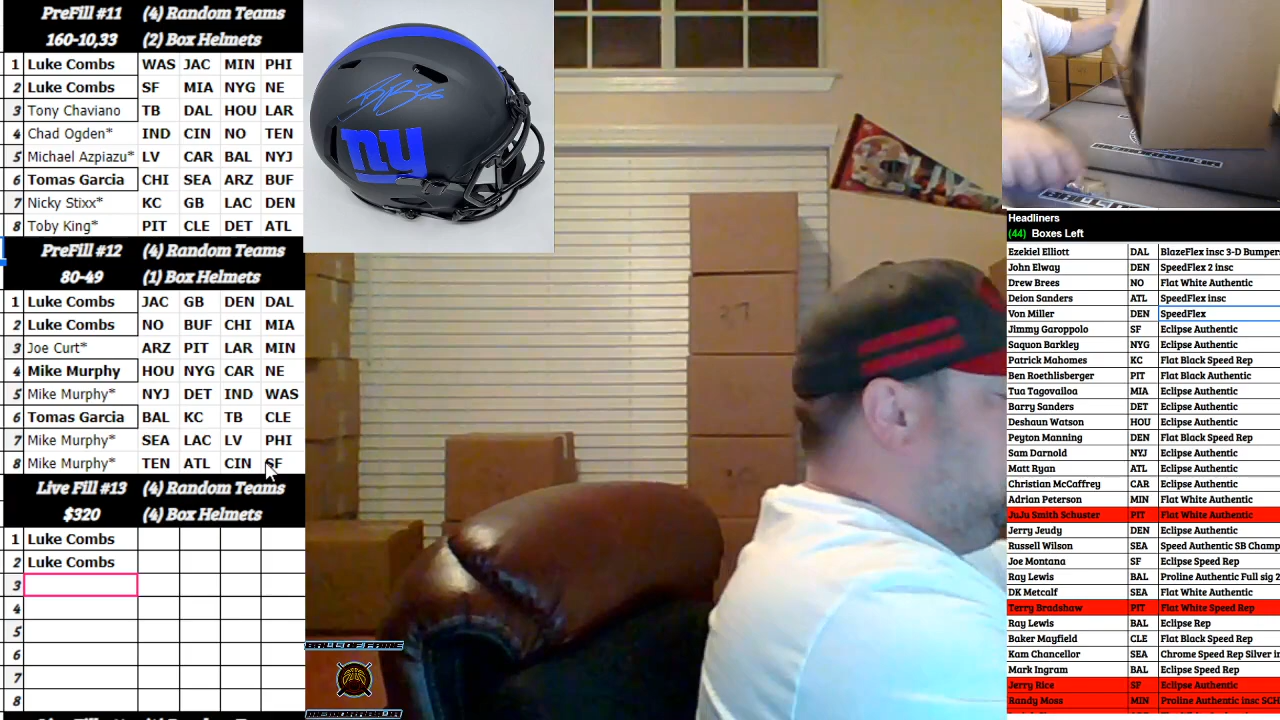 PreFill #11 (4) Random Teams
160-10,33 (2) Box Helmets
1 Luke Combs WAS JAC MIN PHI
2 Luke Combs SF MIA NYG NE
3 Tony Chaviano TB DAL HOU LAR
4 Chad Ogden* IND CIN NO TEN
5 Michael Azpiazu* LV CAR BAL NYJ
6 Tomas Garcia CHI SEA ARZ BUF
7 Nicky Stixx* KC GB LAC DEN
8 Toby King* PIT CLE DET ATL
PreFill #12 (4) Random Teams
80-49 (1) Box Helmets
1 Luke Combs JAC GB DEN DAL
2 Luke Combs NO BUF CHI MIA
3 Joe Curt* ARZ PIT LAR MIN
4 Mike Murphy HOU NYG CAR NE
5 Mike Murphy* NYJ DET IND WAS
6 Tomas Garcia BAL KC TB CLE
7 Mike Murphy* SEA LAC LV PHI
8 Mike Murphy* TEN ATL CIN SF
Live Fill #13 (4) Random Teams
$320 (4) Box Helmets
1 Luke Combs
2 Luke Combs
3
4
5
6
7
8
ny
27
BALL OF FAME
MEMORABILIA
Headliners
(44) Boxes Left
Ezekiel Elliott DAL BlazeFlex insc 3-D Bumper
John Elway DEN SpeedFlex 2 insc
Drew Brees NO Flat White Authentic
Deion Sanders ATL SpeedFlex insc
Von Miller DEN SpeedFlex
Jimmy Garoppolo SF Eclipse Authentic
Saquon Barkley NYG Eclipse Authentic
Patrick Mahomes KC Flat Black Speed Rep
Ben Roethlisberger PIT Flat Black Authentic
Tua Tagovailoa MIA Eclipse Authentic
Barry Sanders DET Eclipse Authentic
Deshaun Watson HOU Eclipse Authentic
Peyton Manning DEN Flat Black Speed Rep
Sam Darnold NYJ Eclipse Authentic
Matt Ryan ATL Eclipse Authentic
Christian McCaffrey CAR Eclipse Authentic
Adrian Peterson MIN Flat White Authentic
JuJu Smith Schuster PIT Flat White Authentic
Jerry Jeudy DEN Eclipse Authentic
Russell Wilson SEA Speed Authentic SB Champ
Joe Montana SF Eclipse Speed Rep
Ray Lewis BAL Proline Authentic Full sig 2
DK Metcalf SEA Flat White Authentic
Terry Bradshaw PIT Flat White Speed Rep
Ray Lewis BAL Eclipse Rep
Baker Mayfield CLE Flat Black Speed Rep
Kam Chancellor SEA Chrome Speed Rep Silver in
Mark Ingram BAL Eclipse Speed Rep
Jerry Rice SF Eclipse Authentic
Randy Moss MIN Proline Authentic insc SCH